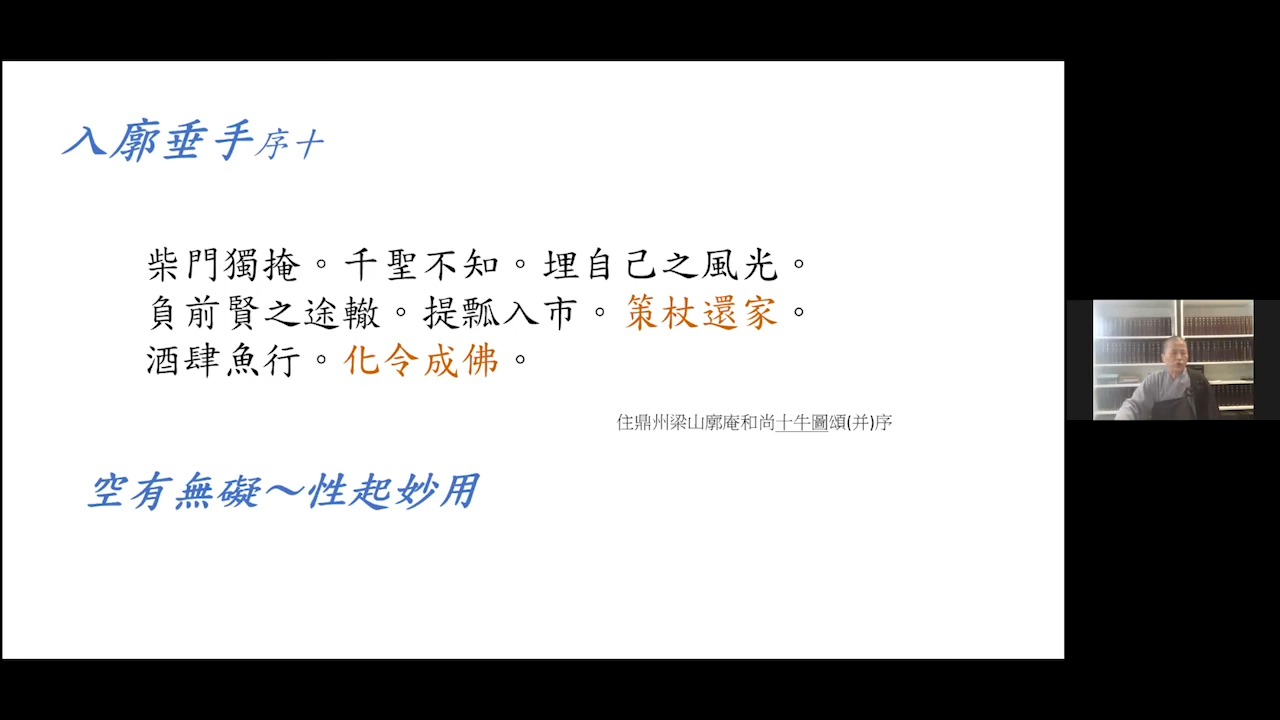 入廓垂手序十
柴門獨掩。千聖不知。埋自己之風光。
負前賢之途轍。提瓢入市。策杖還家。
酒肆魚行。化令成佛。
住鼎州梁山廓庵和尚十牛圖頌(并)序
空有無礙～性起妙用